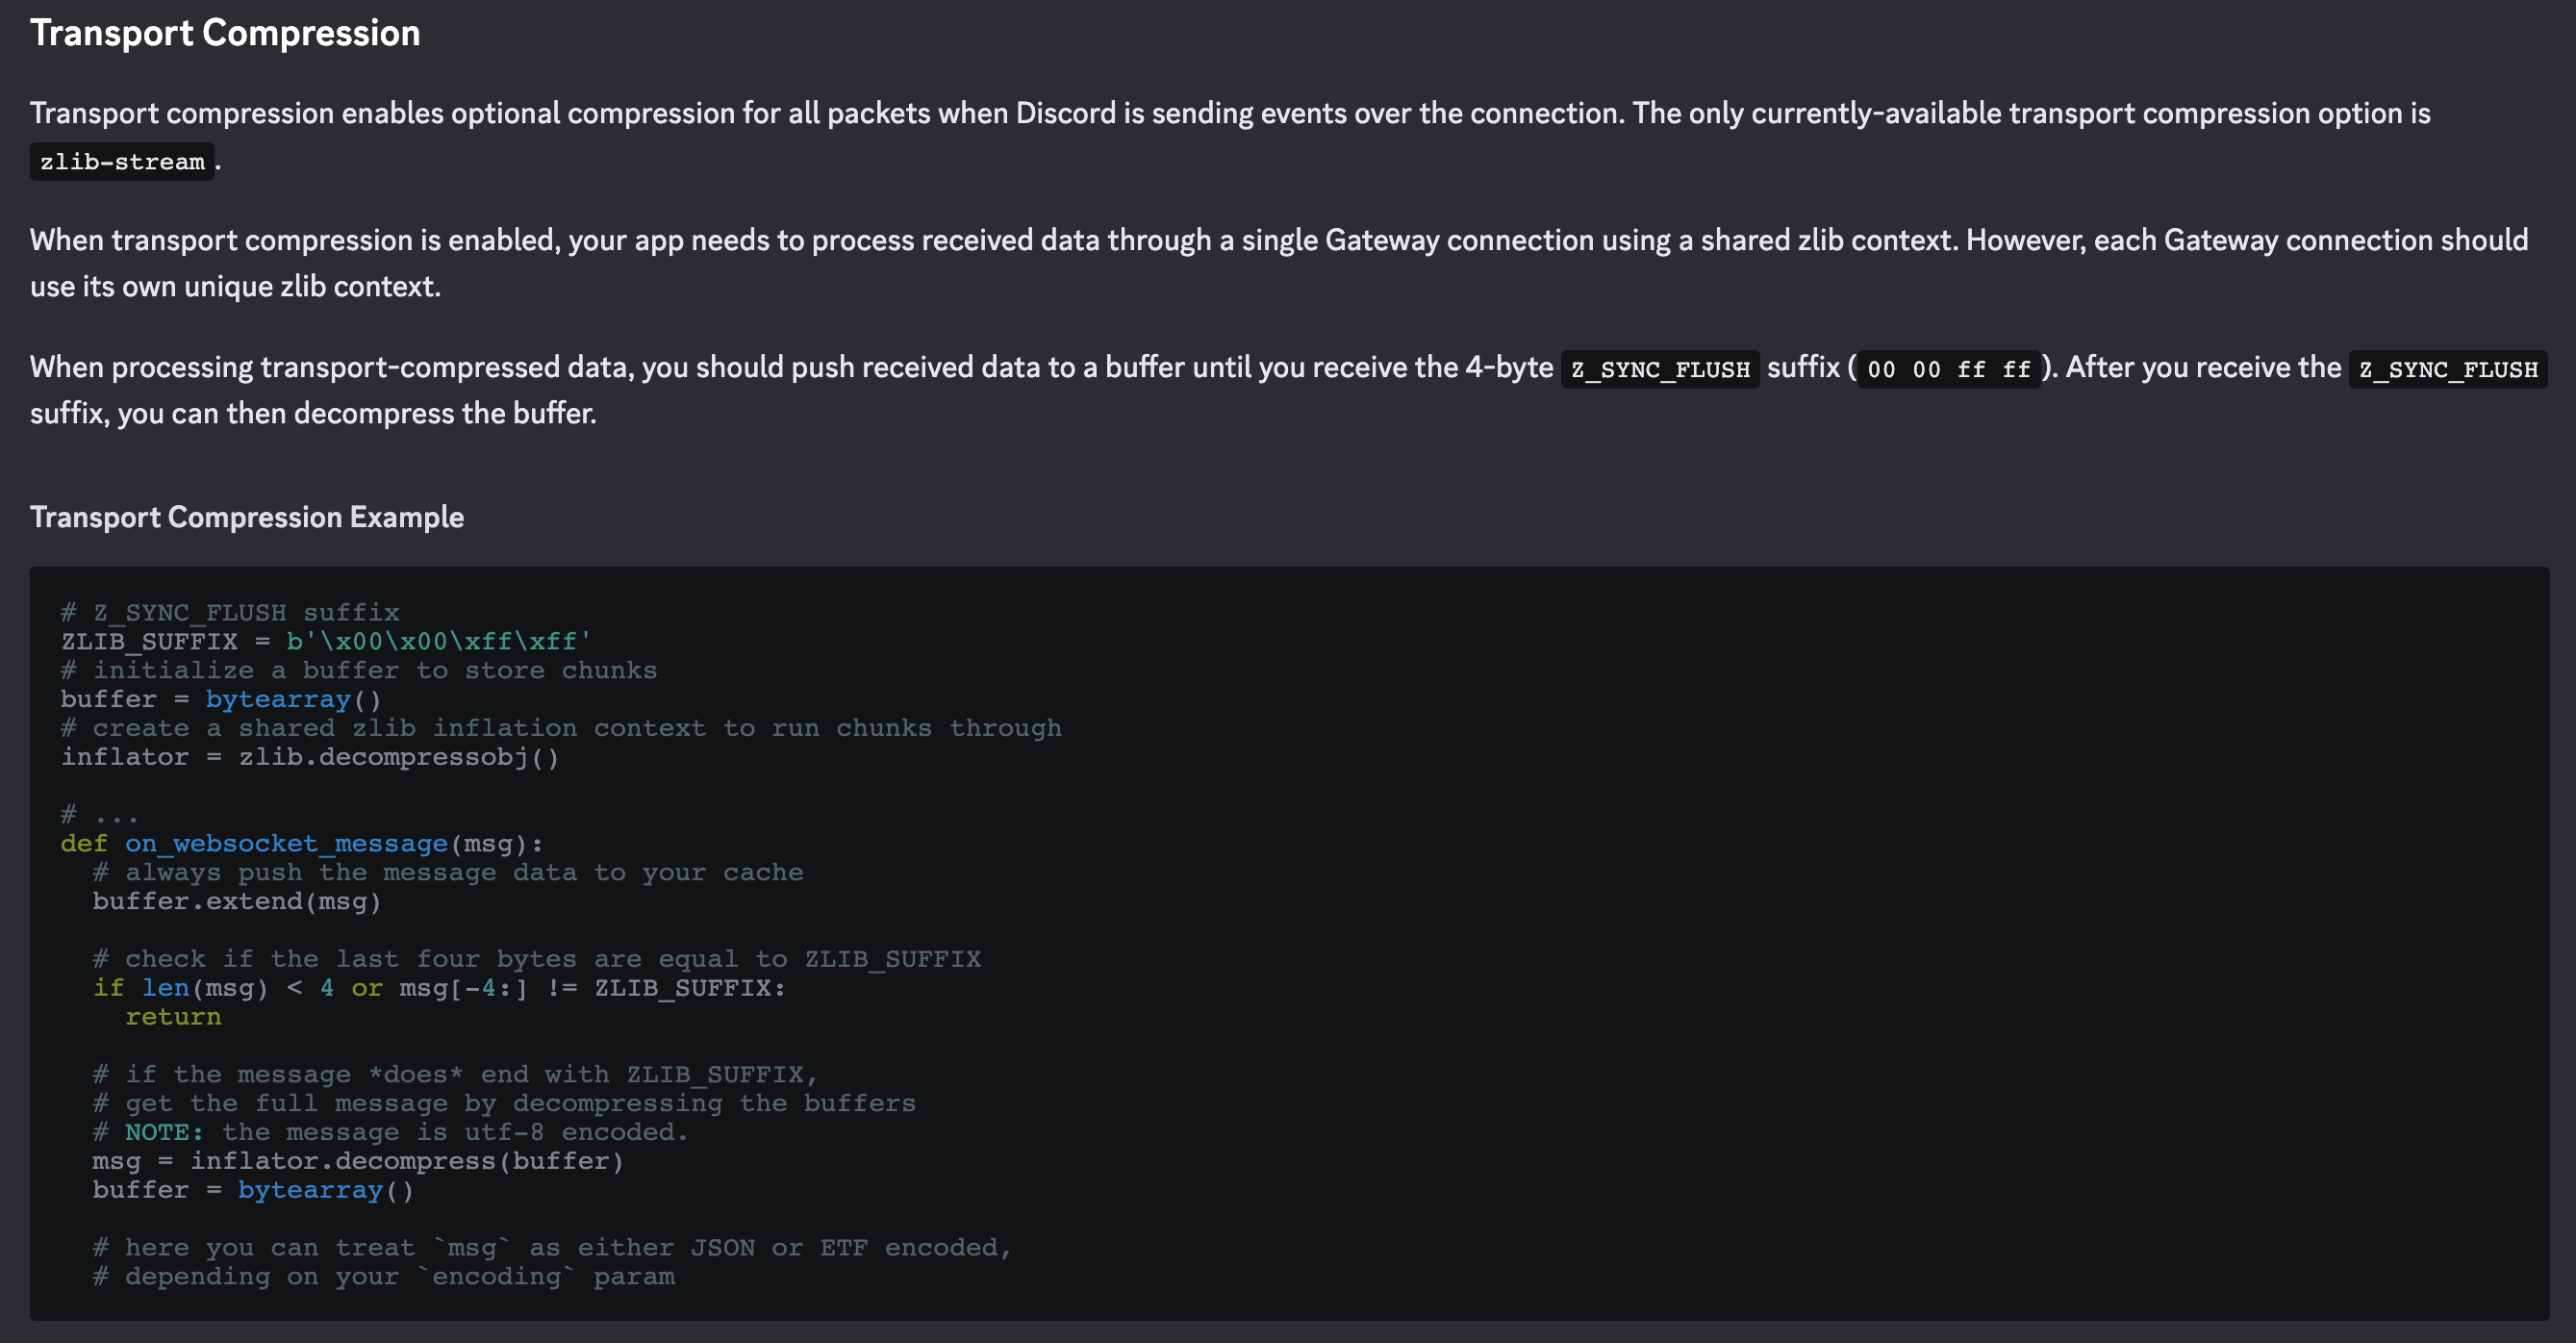 Transport Compression
Transport compression enables optional compression for all packets when Discord is sending events over the connection. The only currently-available transport compression option is
zlib-stream.
When transport compression is enabled, your app needs to process received data through a single Gateway connection using a shared zlib context. However, each Gateway connection should
use its own unique zlib context.
When processing transport-compressed data, you should push received data to a buffer until you receive the 4-byte Z_SYNC_FLUSH suffix (00 00 ff ff). After you receive the Z_SYNC_FLUSH
suffix, you can then decompress the buffer.
Transport Compression Example
# Z_SYNC_FLUSH suffix
ZLIB_SUFFIX = b'\x00\x00\xff\xff'
# initialize a buffer to store chunks
buffer = bytearray()
# create a shared zlib inflation context to run chunks through
inflator = zlib.decompressobj()
# ...
def on_websocket_message(msg):
  # always push the message data to your cache
  buffer.extend(msg)
  # check if the last four bytes are equal to ZLIB_SUFFIX
  if len(msg) < 4 or msg[-4:] != ZLIB_SUFFIX:
    return
  # if the message *does* end with ZLIB_SUFFIX,
  # get the full message by decompressing the buffers
  # NOTE: the message is utf-8 encoded.
  msg = inflator.decompress(buffer)
  buffer = bytearray()
  # here you can treat `msg` as either JSON or ETF encoded,
  # depending on your `encoding` param